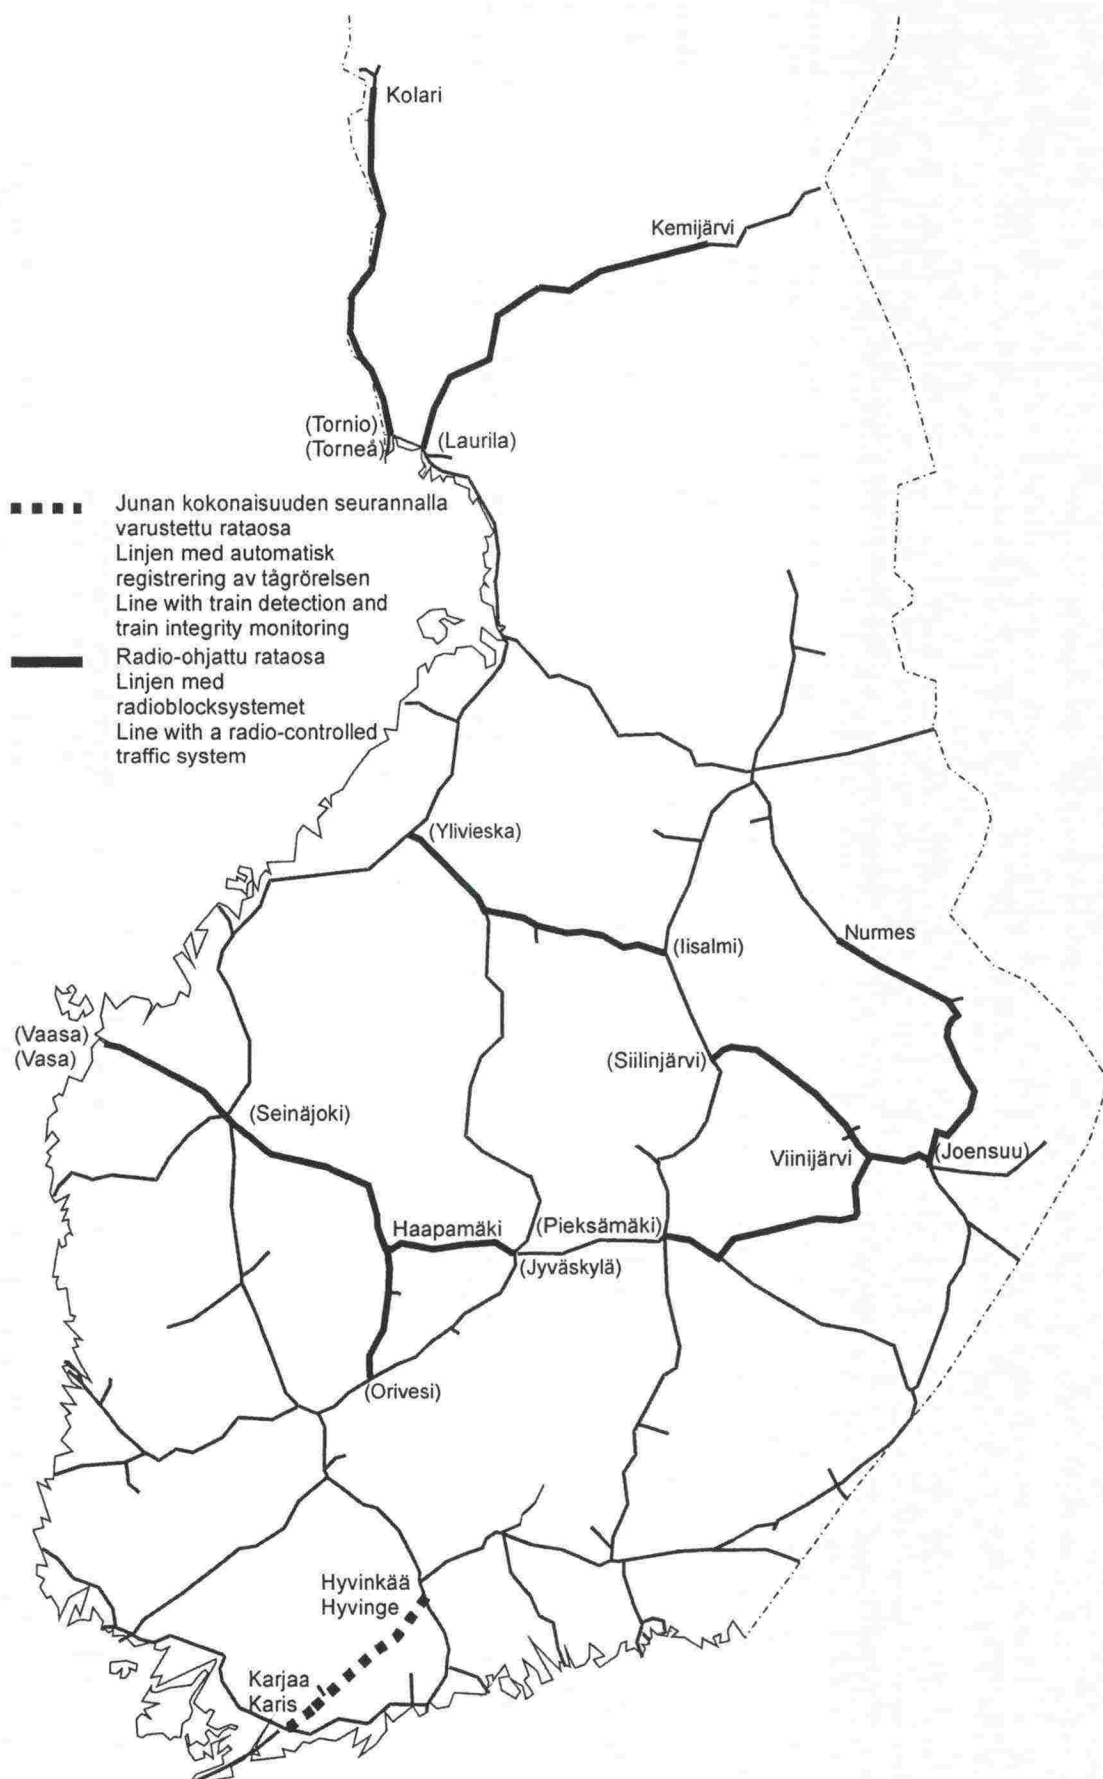 Kolari
Kemijärvi
(Tornio)
(Torneå)
(Laurila)
Junan kokonaisuuden seurannalla
varustettu rataosa
Linjen med automatisk
registrering av tågrörelsen
Line with train detection and
train integrity monitoring
Radio-ohjattu rataosa
Linjen med
radioblocksystemet
Line with a radio-controlled
traffic system
(Ylivieska)
(Iisalmi)
Nurmes
(Vaasa)
(Vasa)
(Siilinjärvi)
(Seinäjoki)
Viinijärvi
(Joensuu)
Haapamäki
(Pieksämäki)
(Jyväskylä)
(Orivesi)
Hyvinkää
Hyvinge
Karjaa
Karis